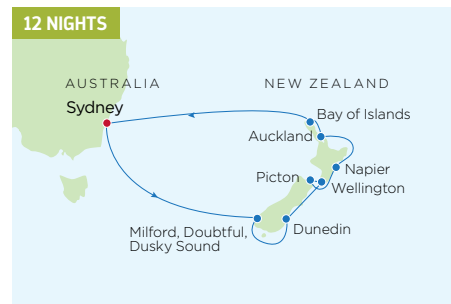 12 NIGHTS
AUSTRALIA
NEW ZEALAND
Sydney
Bay of Islands
Auckland
Napier
Picton
Wellington
Milford, Doubtful,
Dusky Sound
Dunedin